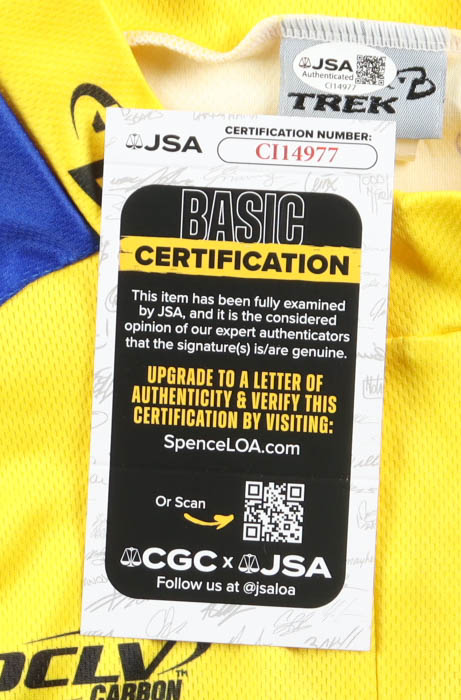 JSA
Authenticated
CI14977
TREK
JSA
CERTIFICATION NUMBER:
CI14977
BASIC
CERTIFICATION
This item has been fully examined
by JSA, and it is the considered
opinion of our expert authenticators
that the signature(s) is/are genuine.
UPGRADE TO A LETTER OF
AUTHENTICITY & VERIFY THIS
CERTIFICATION BY VISITING:
SpenceLOA.com
Or Scan
CGC x JSA
Follow us at @jsaloa
OCLV™
CARBON